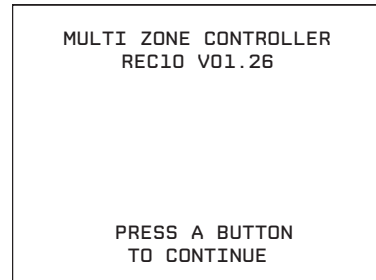 MULTI ZONE CONTROLLER
REC10 V01.26
PRESS A BUTTON
TO CONTINUE